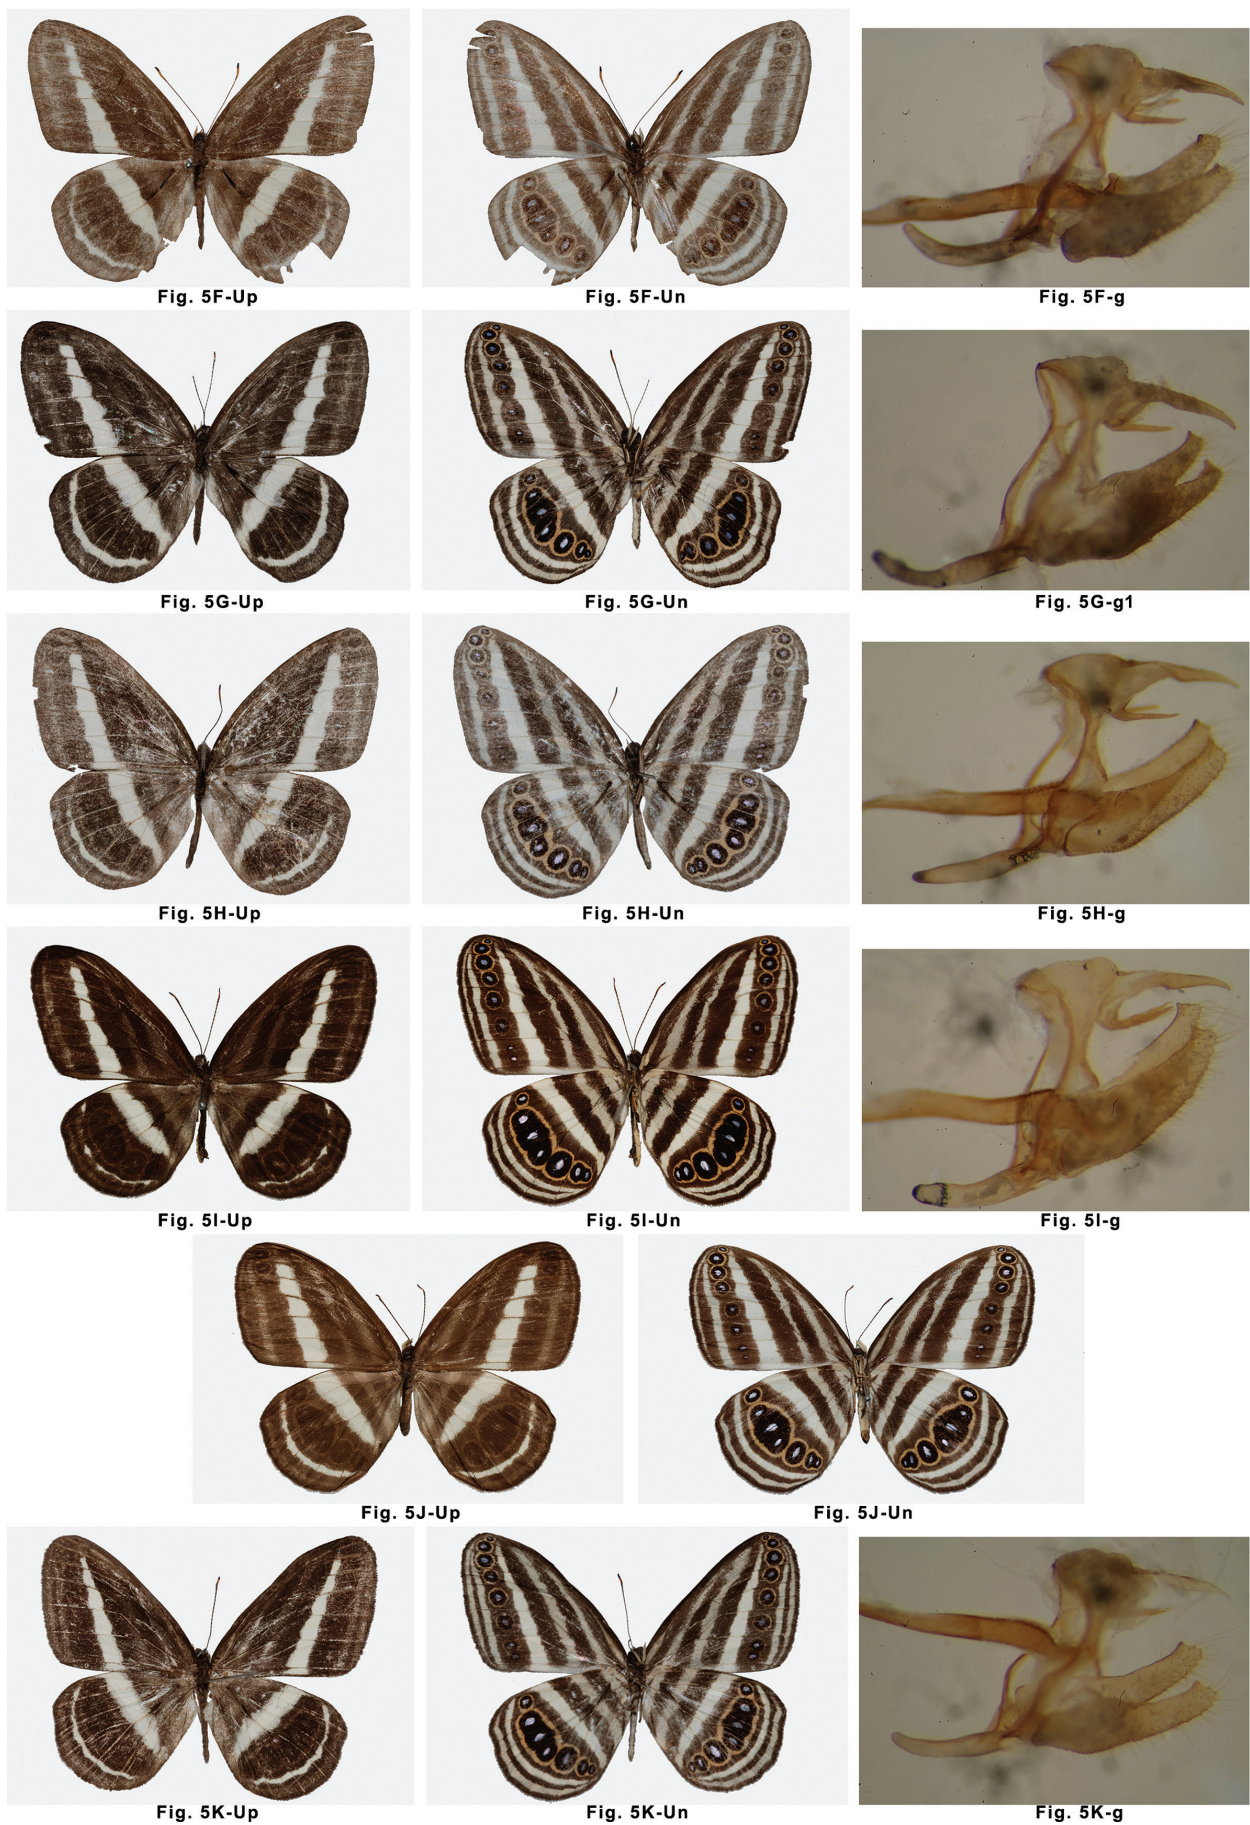 Fig. 5F-Up
Fig. 5F-Un
Fig. 5F-g
Fig. 5G-Up
Fig. 5G-Un
Fig. 5G-g1
Fig. 5H-Up
Fig. 5H-Un
Fig. 5H-g
Fig. 5I-Up
Fig. 5I-Un
Fig. 5I-g
Fig. 5J-Up
Fig. 5J-Un
Fig. 5K-Up
Fig. 5K-Un
Fig. 5K-g